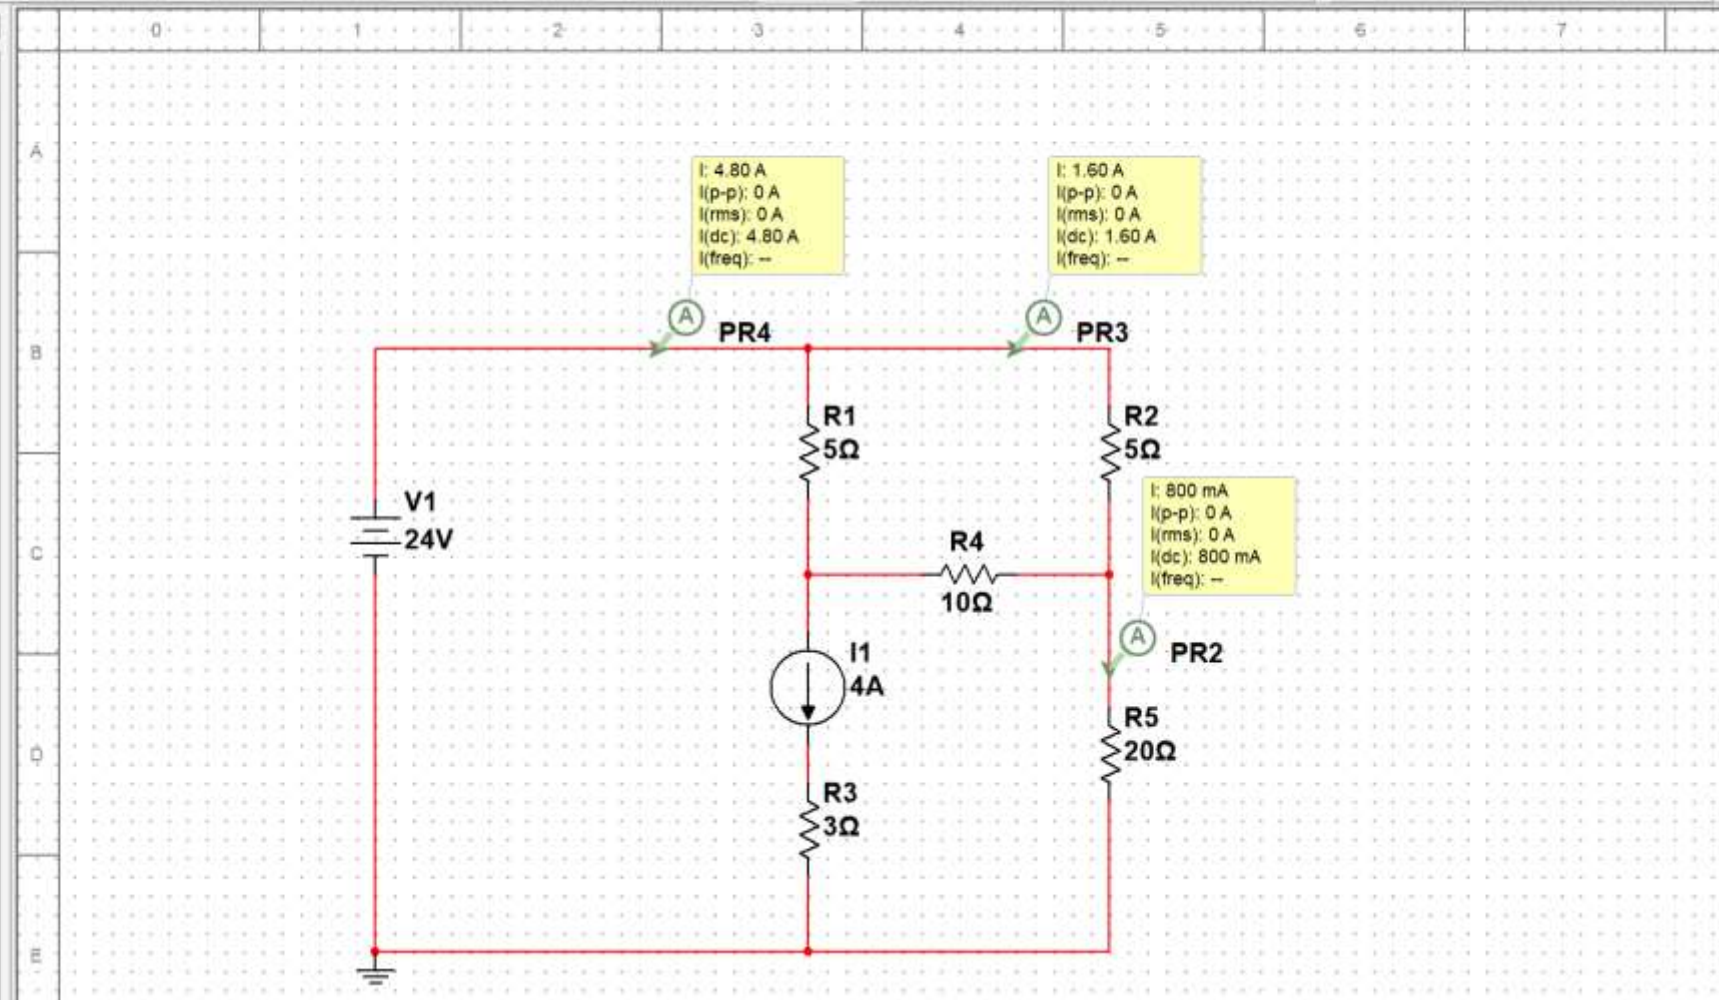 0 1 2 3 4 5 6 7
A
I: 4.80 A
I(p-p): 0 A
I(rms): 0 A
I(dc): 4.80 A
I(freq): --
I: 1.60 A
I(p-p): 0 A
I(rms): 0 A
I(dc): 1.60 A
I(freq): --
A
PR4
A
PR3
B
R1
5Ω
R2
5Ω
I: 800 mA
I(p-p): 0 A
I(rms): 0 A
I(dc): 800 mA
I(freq): --
V1
24V
C
R4
10Ω
A
PR2
I1
4A
R5
20Ω
D
R3
3Ω
E